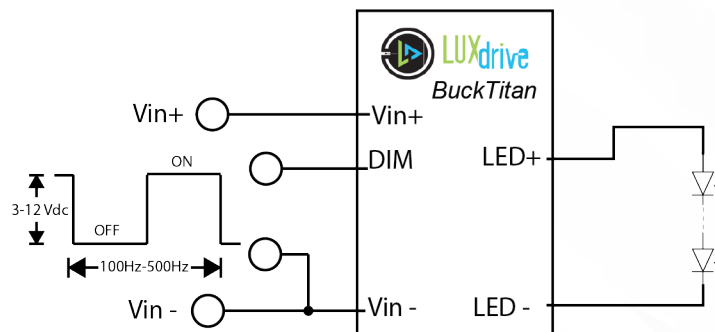 LUXdrive
BuckTitan
Vin+
Vin+
DIM
LED+
ON
3-12 Vdc
OFF
100Hz-500Hz
Vin -
Vin -
LED -